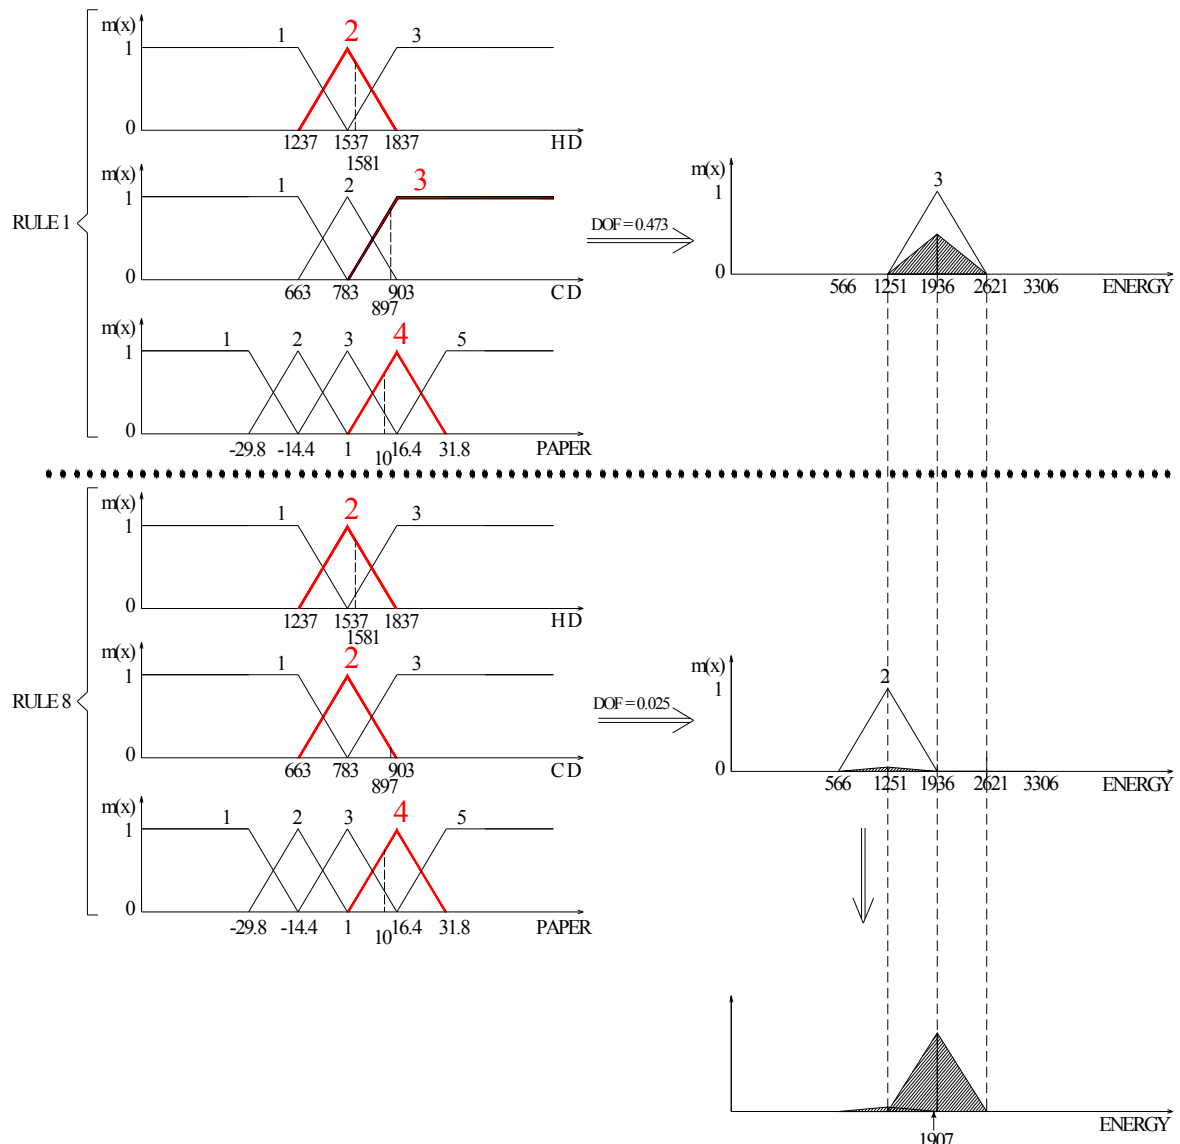 m(x)
1 2 3
1
0
1237 1537 1837 HD
1581
m(x)
1 2 3
1
0
663 783 903 CD
897
RULE 1
m(x)
1 2 3 4 5
1
0
-29.8 -14.4 1 16.4 31.8 PAPER
10
DOF = 0.473
m(x)
3
1
0
566 1251 1936 2621 3306 ENERGY
m(x)
1 2 3
1
0
1237 1537 1837 HD
1581
m(x)
1 2 3
1
0
663 783 903 CD
897
RULE 8
m(x)
1 2 3 4 5
1
0
-29.8 -14.4 1 16.4 31.8 PAPER
10
DOF = 0.025
m(x)
2
1
0
566 1251 1936 2621 3306 ENERGY
ENERGY
1907